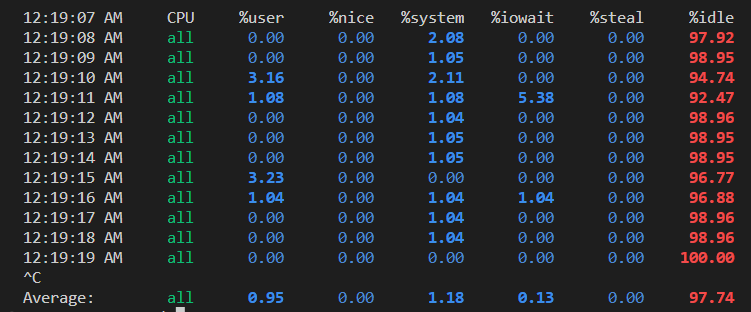 12:19:07 AM CPU %user %nice %system %iowait %steal %idle
12:19:08 AM all 0.00 0.00 2.08 0.00 0.00 97.92
12:19:09 AM all 0.00 0.00 1.05 0.00 0.00 98.95
12:19:10 AM all 3.16 0.00 2.11 0.00 0.00 94.74
12:19:11 AM all 1.08 0.00 1.08 5.38 0.00 92.47
12:19:12 AM all 0.00 0.00 1.04 0.00 0.00 98.96
12:19:13 AM all 0.00 0.00 1.05 0.00 0.00 98.95
12:19:14 AM all 0.00 0.00 1.05 0.00 0.00 98.95
12:19:15 AM all 3.23 0.00 0.00 0.00 0.00 96.77
12:19:16 AM all 1.04 0.00 1.04 1.04 0.00 96.88
12:19:17 AM all 0.00 0.00 1.04 0.00 0.00 98.96
12:19:18 AM all 0.00 0.00 1.04 0.00 0.00 98.96
12:19:19 AM all 0.00 0.00 0.00 0.00 0.00 100.00
^C
Average: all 0.95 0.00 1.18 0.13 0.00 97.74